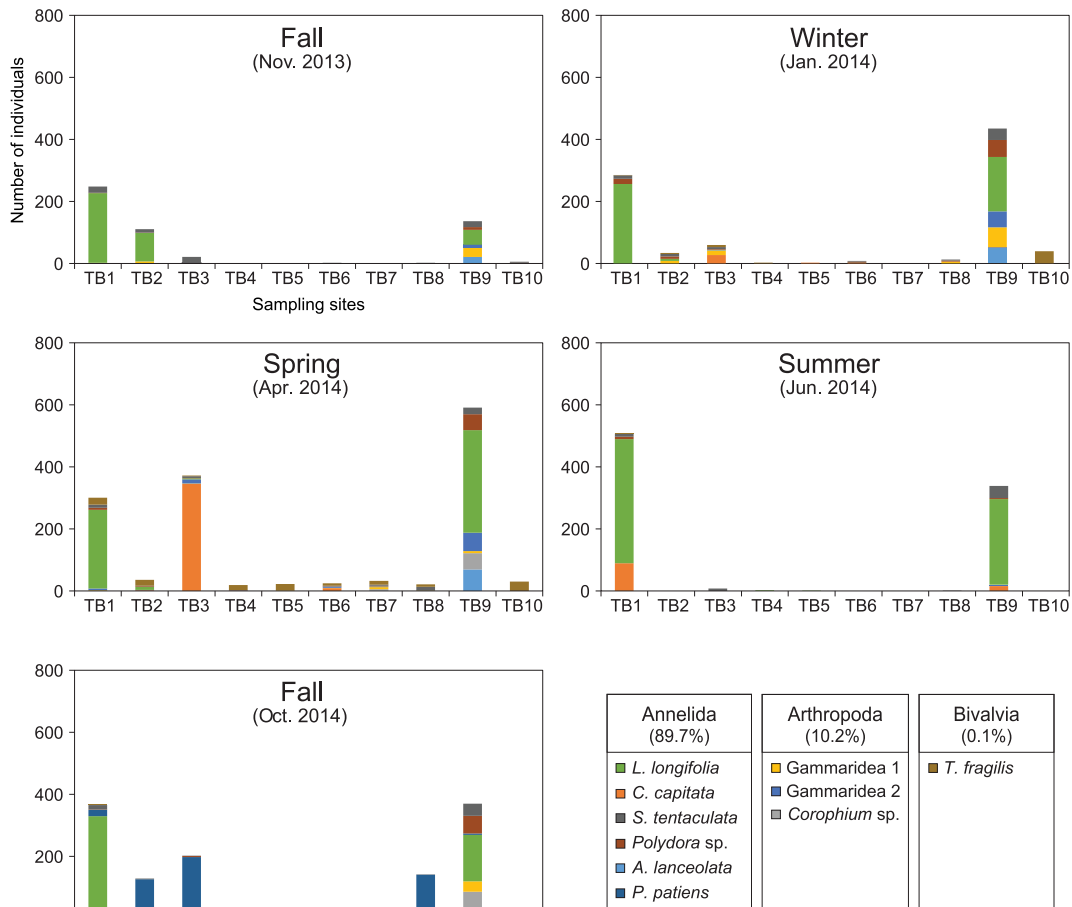 Fall
(Nov. 2013)
Number of individuals
800
600
400
200
0
TB1 TB2 TB3 TB4 TB5 TB6 TB7 TB8 TB9 TB10
Sampling sites
Winter
(Jan. 2014)
800
600
400
200
0
TB1 TB2 TB3 TB4 TB5 TB6 TB7 TB8 TB9 TB10
Spring
(Apr. 2014)
800
600
400
200
0
TB1 TB2 TB3 TB4 TB5 TB6 TB7 TB8 TB9 TB10
Summer
(Jun. 2014)
800
600
400
200
0
TB1 TB2 TB3 TB4 TB5 TB6 TB7 TB8 TB9 TB10
Fall
(Oct. 2014)
800
600
400
200
Annelida
(89.7%)
L. longifolia
C. capitata
S. tentaculata
Polydora sp.
A. lanceolata
P. patiens
Arthropoda
(10.2%)
Gammaridea 1
Gammaridea 2
Corophium sp.
Bivalvia
(0.1%)
T. fragilis